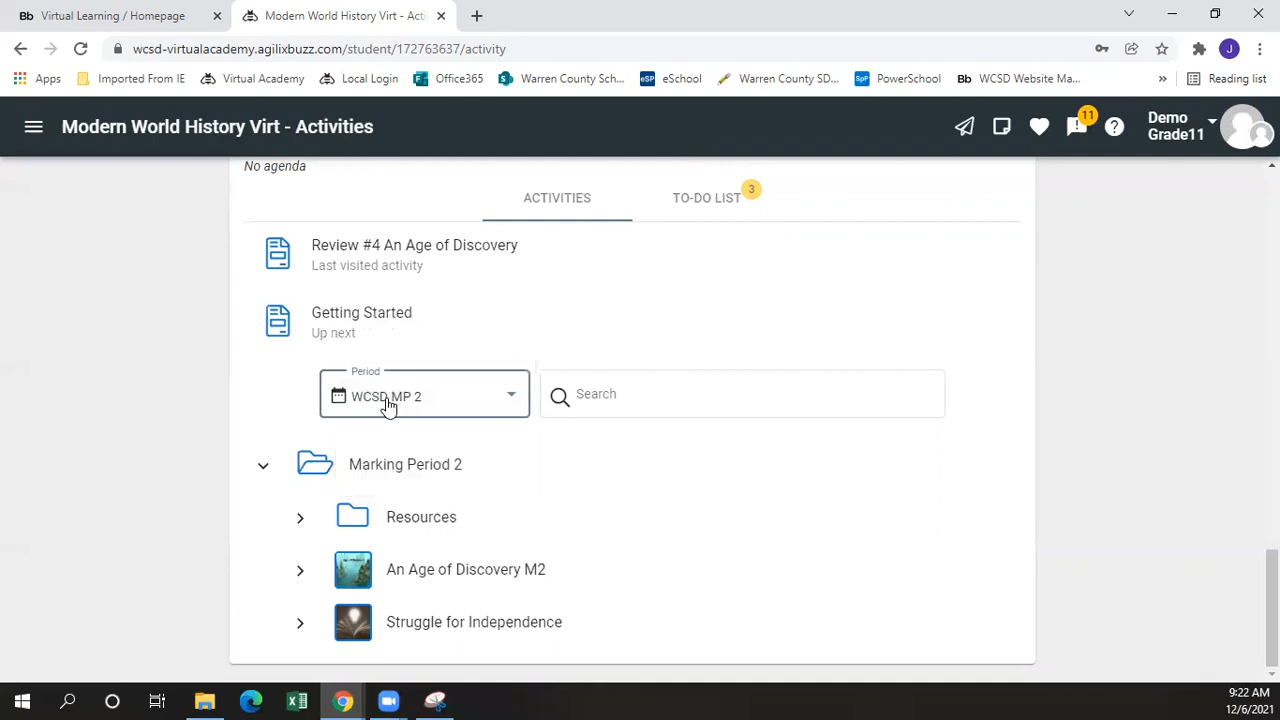 Bb Virtual Learning / Homepage
Modern World History Virt - Acti
wcsd-virtualacademy.agilixbuzz.com/student/172763637/activity
J
Apps
Imported From IE
Virtual Academy
Local Login
Office365
Warren County Sch...
eSP eSchool
Warren County SD...
SpP PowerSchool
Bb WCSD Website Ma...
»
Reading list
Modern World History Virt - Activities
11
Demo
Grade11
No agenda
ACTIVITIES
TO-DO LIST
3
Review #4 An Age of Discovery
Last visited activity
Getting Started
Up next
Period
WCSD MP 2
Search
Marking Period 2
Resources
An Age of Discovery M2
Struggle for Independence
9:22 AM
12/6/2021